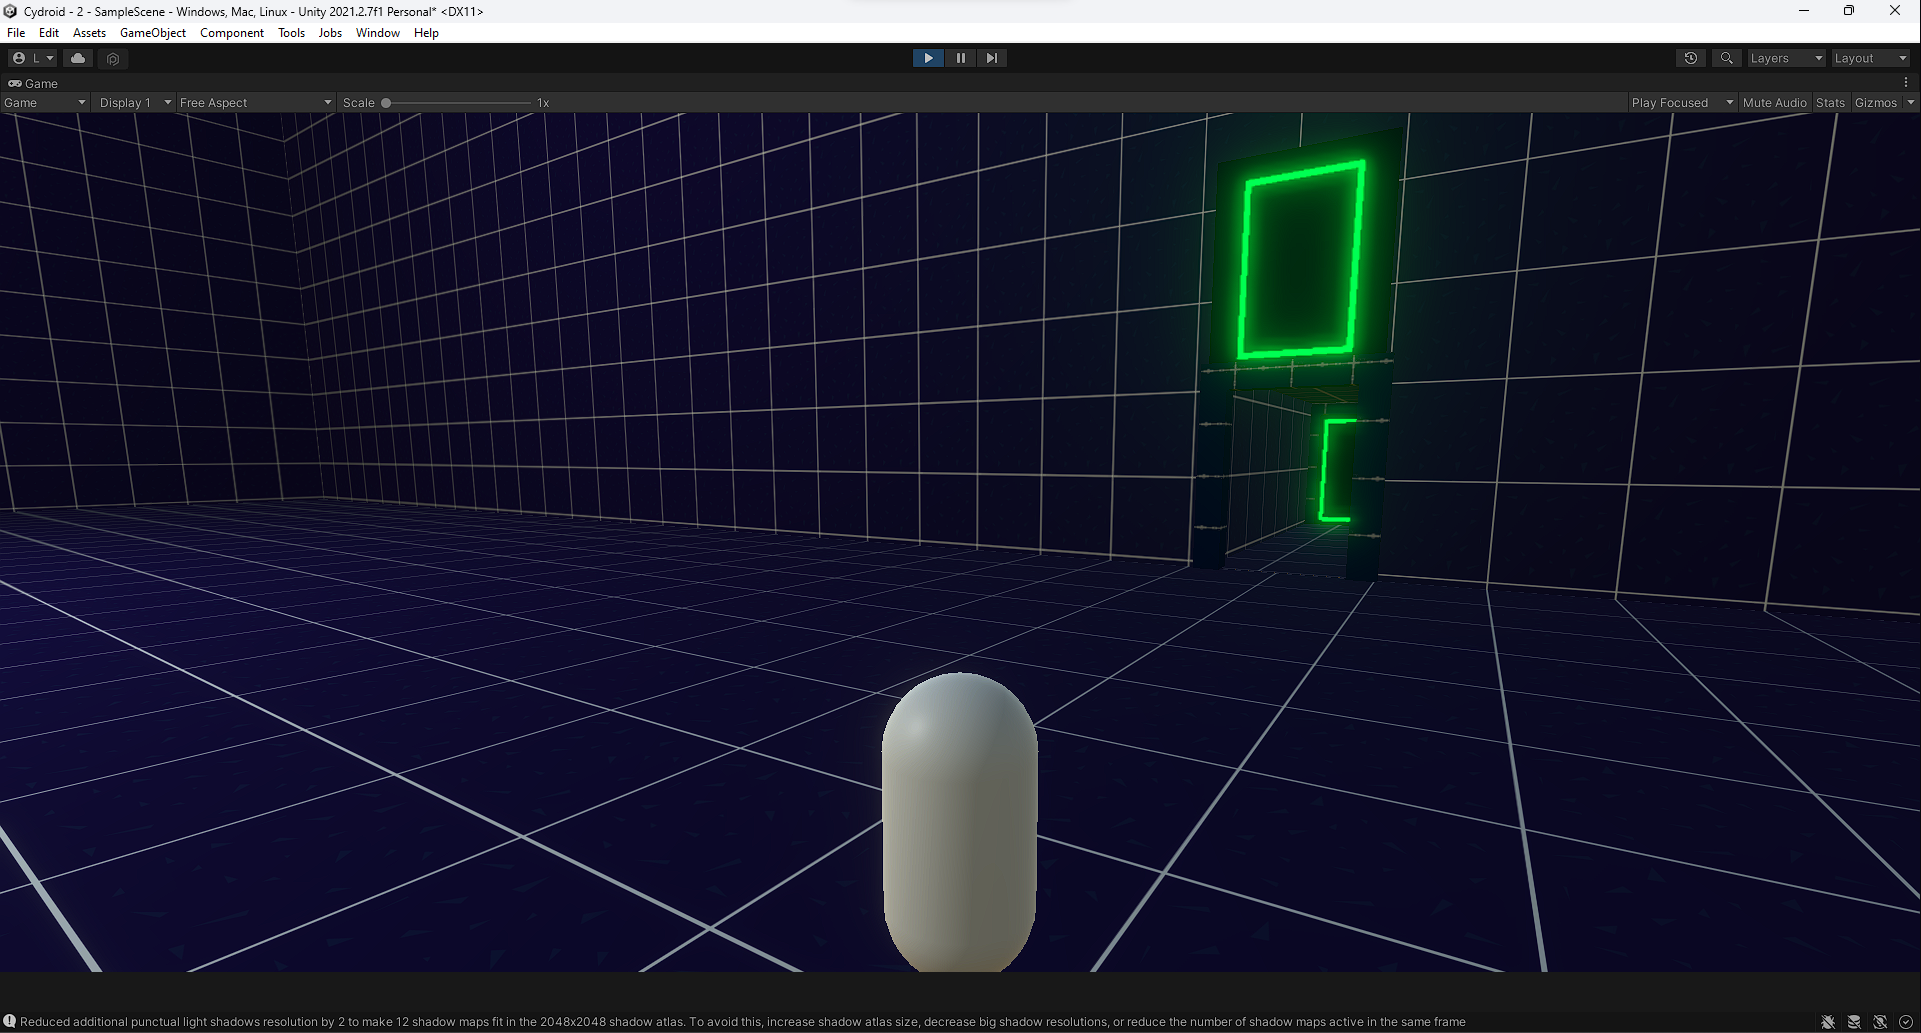 Cydroid - 2 - SampleScene - Windows, Mac, Linux - Unity 2021.2.7f1 Personal* <DX11>
File Edit Assets GameObject Component Tools Jobs Window Help
L Layers Layout
Game
Game Display 1 Free Aspect Scale 1x Play Focused Mute Audio Stats Gizmos
Reduced additional punctual light shadows resolution by 2 to make 12 shadow maps fit in the 2048x2048 shadow atlas. To avoid this, increase shadow atlas size, decrease big shadow resolutions, or reduce the number of shadow maps active in the same frame